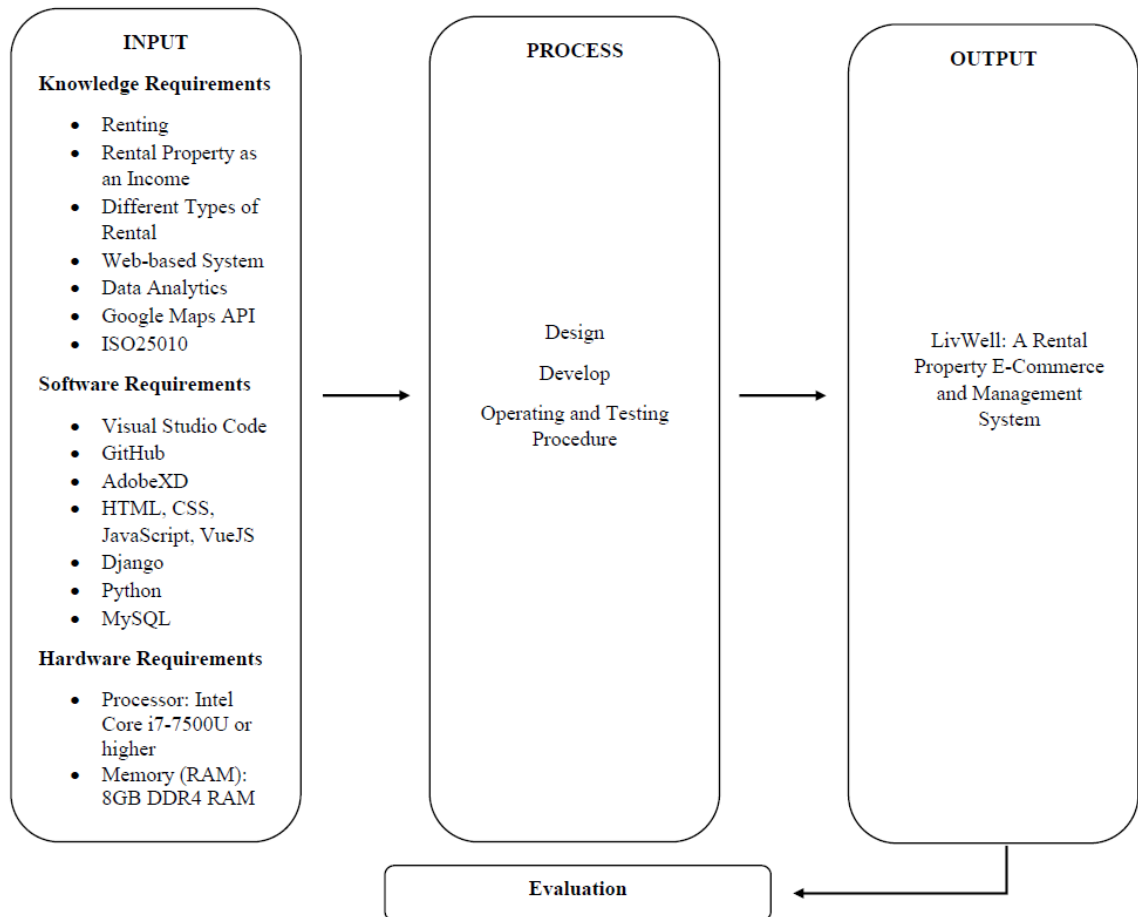 INPUT
Knowledge Requirements
• Renting
• Rental Property as
an Income
• Different Types of
Rental
• Web-based System
• Data Analytics
• Google Maps API
• ISO25010
Software Requirements
• Visual Studio Code
• GitHub
• AdobeXD
• HTML, CSS,
JavaScript, VueJS
• Django
• Python
• MySQL
Hardware Requirements
• Processor: Intel
Core i7-7500U or
higher
• Memory (RAM):
8GB DDR4 RAM
PROCESS
Design
Develop
Operating and Testing
Procedure
OUTPUT
LivWell: A Rental
Property E-Commerce
and Management
System
Evaluation